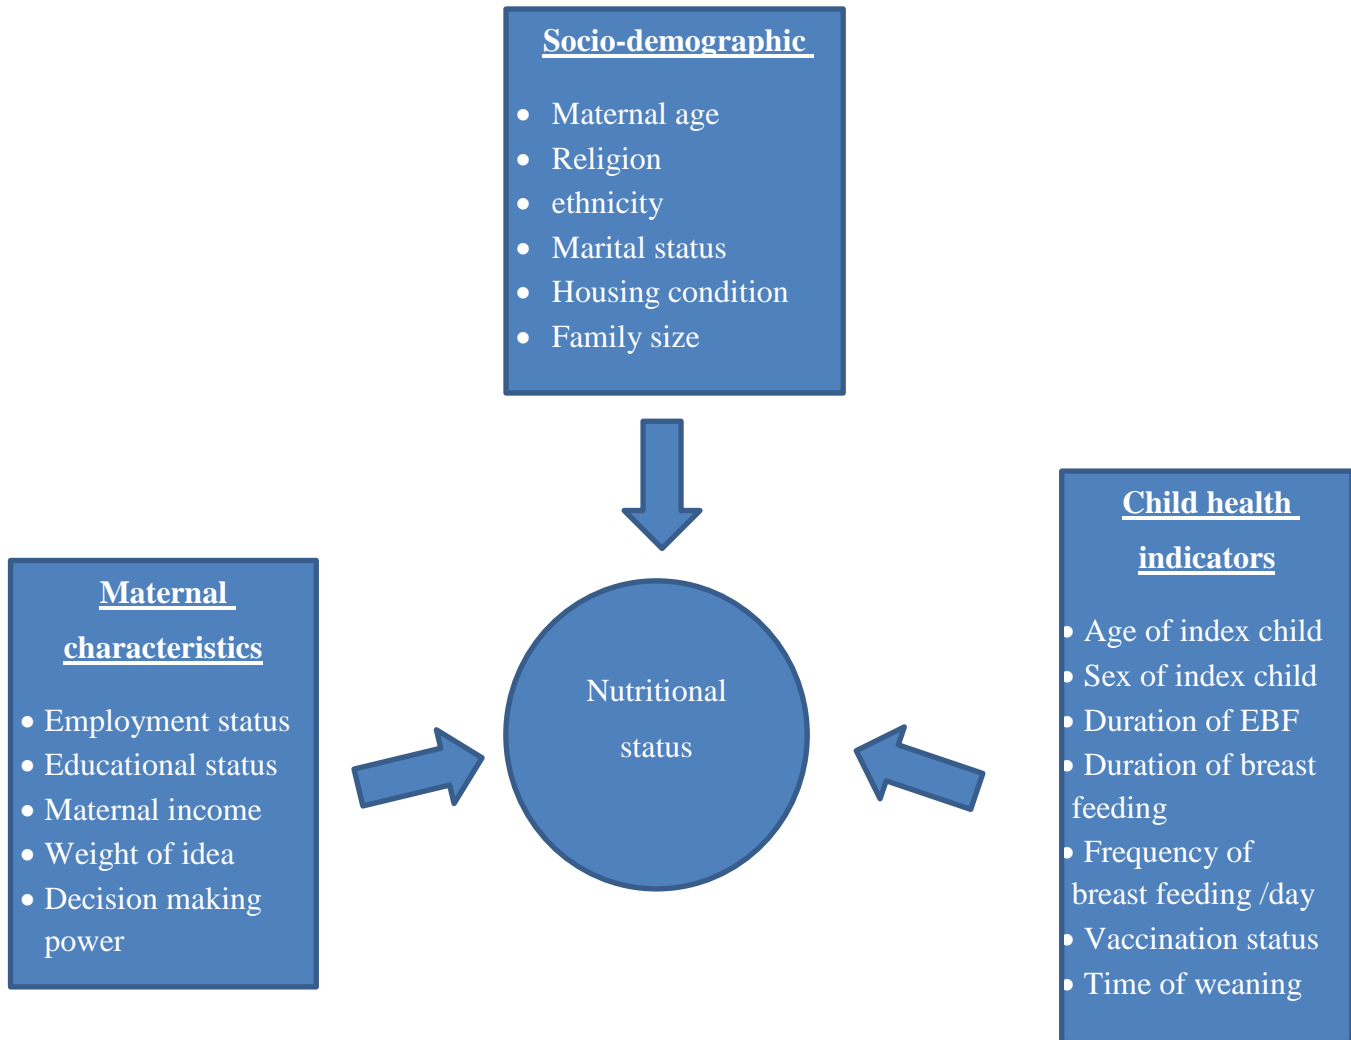 Socio-demographic
• Maternal age
• Religion
• ethnicity
• Marital status
• Housing condition
• Family size
Maternal
characteristics
• Employment status
• Educational status
• Maternal income
• Weight of idea
• Decision making
power
Nutritional
status
Child health
indicators
• Age of index child
• Sex of index child
• Duration of EBF
• Duration of breast
feeding
• Frequency of
breast feeding /day
• Vaccination status
• Time of weaning